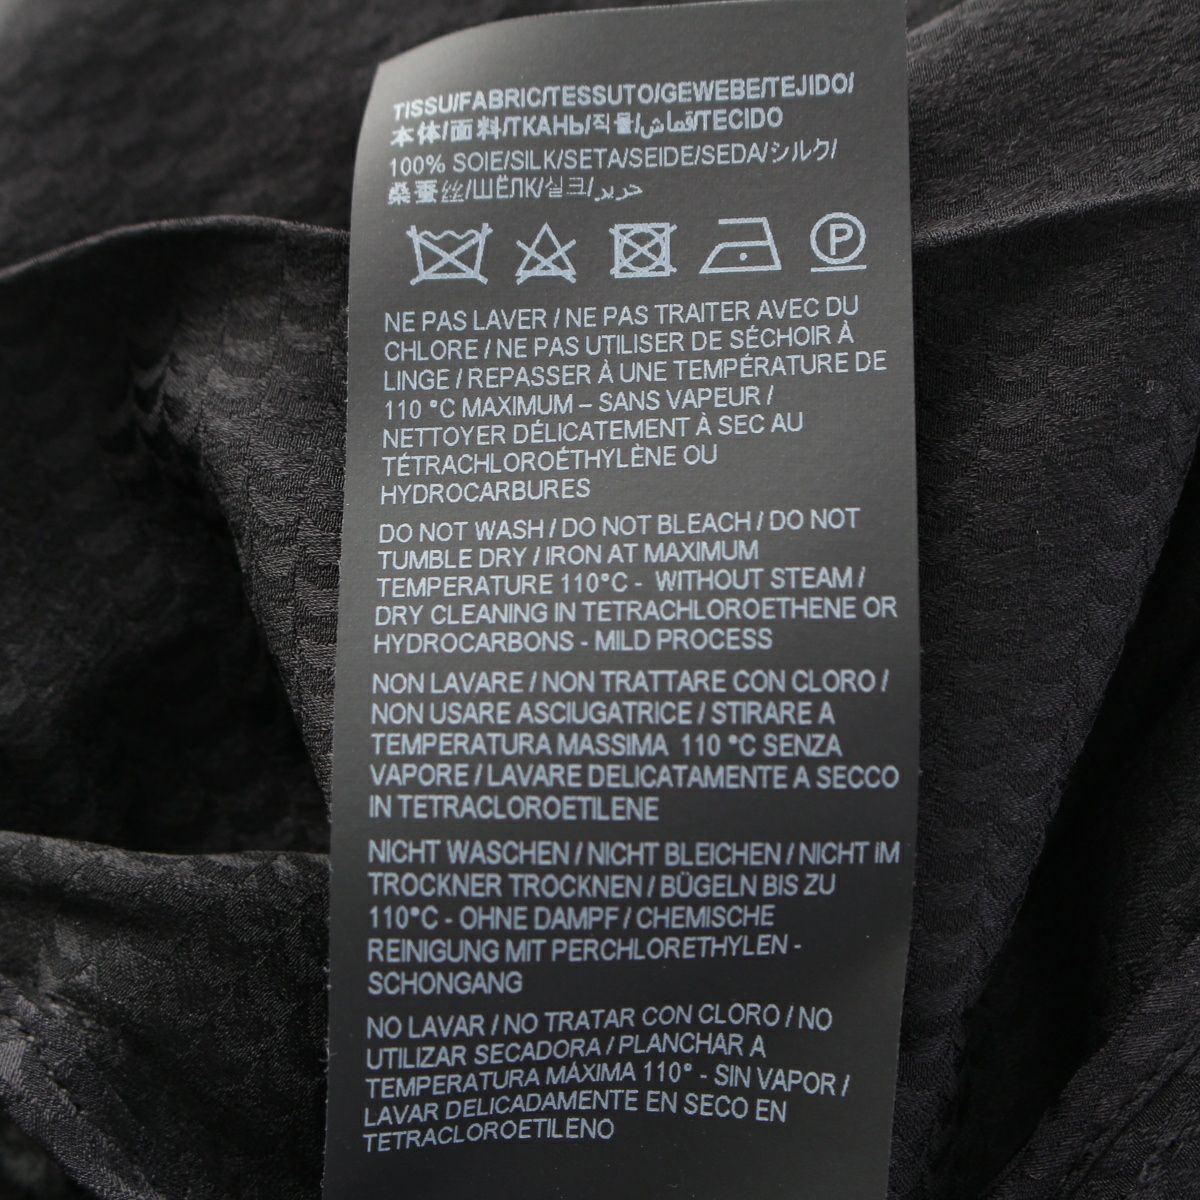 TISSU/FABRIC/TESSUTO/GEWEBE/TEJIDO/
本体/面料/ТКАНЬ/직물/قماش/TECIDO
100% SOIE/SILK/SETA/SEIDE/SEDA/シルク/
桑蚕丝/ШЁЛК/실크/حرير
P
NE PAS LAVER / NE PAS TRAITER AVEC DU
CHLORE / NE PAS UTILISER DE SÉCHOIR À
LINGE / REPASSER À UNE TEMPÉRATURE DE
110 °C MAXIMUM – SANS VAPEUR /
NETTOYER DÉLICATEMENT À SEC AU
TÉTRACHLOROÉTHYLÈNE OU
HYDROCARBURES
DO NOT WASH / DO NOT BLEACH / DO NOT
TUMBLE DRY / IRON AT MAXIMUM
TEMPERATURE 110°C - WITHOUT STEAM /
DRY CLEANING IN TETRACHLOROETHENE OR
HYDROCARBONS - MILD PROCESS
NON LAVARE / NON TRATTARE CON CLORO /
NON USARE ASCIUGATRICE / STIRARE A
TEMPERATURA MASSIMA 110 °C SENZA
VAPORE / LAVARE DELICATAMENTE A SECCO
IN TETRACLOROETILENE
NICHT WASCHEN / NICHT BLEICHEN / NICHT iM
TROCKNER TROCKNEN / BÜGELN BIS ZU
110°C - OHNE DAMPF / CHEMISCHE
REINIGUNG MIT PERCHLORETHYLEN -
SCHONGANG
NO LAVAR / NO TRATAR CON CLORO / NO
UTILIZAR SECADORA / PLANCHAR A
TEMPERATURA MÁXIMA 110° - SIN VAPOR /
LAVAR DELICADAMENTE EN SECO EN
TETRACLOROETILENO